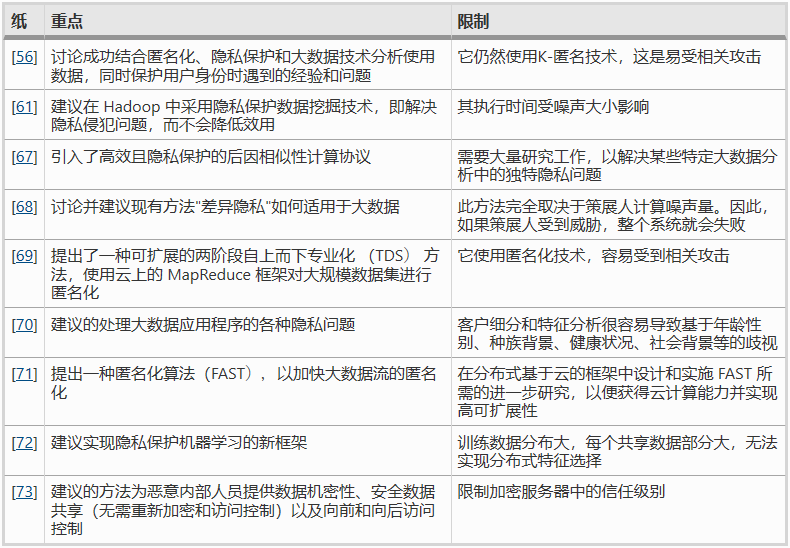 纸 重点 限制
[56] 讨论成功结合匿名化、隐私保护和大数据技术分析使用 它仍然使用K-匿名技术，这是易受相关攻击
数据，同时保护用户身份时遇到的经验和问题
[61] 建议在 Hadoop 中采用隐私保护数据挖掘技术，即解决 其执行时间受噪声大小影响
隐私侵犯问题，而不会降低效用
[67] 引入了高效且隐私保护的后因相似性计算协议 需要大量研究工作，以解决某些特定大数据分
析中的独特隐私问题
[68] 讨论并建议现有方法"差异隐私"如何适用于大数据 此方法完全取决于策展人计算噪声量。因此，
如果策展人受到威胁，整个系统就会失败
[69] 提出了一种可扩展的两阶段自上而下专业化 （TDS） 方 它使用匿名化技术，容易受到相关攻击
法，使用云上的 MapReduce 框架对大规模数据集进行
匿名化
[70] 建议的处理大数据应用程序的各种隐私问题 客户细分和特征分析很容易导致基于年龄性
别、种族背景、健康状况、社会背景等的歧视
[71] 提出一种匿名化算法（FAST），以加快大数据流的匿名 在分布式基于云的框架中设计和实施 FAST 所
化 需的进一步研究，以便获得云计算能力并实现
高可扩展性
[72] 建议实现隐私保护机器学习的新框架 训练数据分布大，每个共享数据部分大，无法
实现分布式特征选择
[73] 建议的方法为恶意内部人员提供数据机密性、安全数据 限制加密服务器中的信任级别
共享（无需重新加密和访问控制）以及向前和向后访问
控制